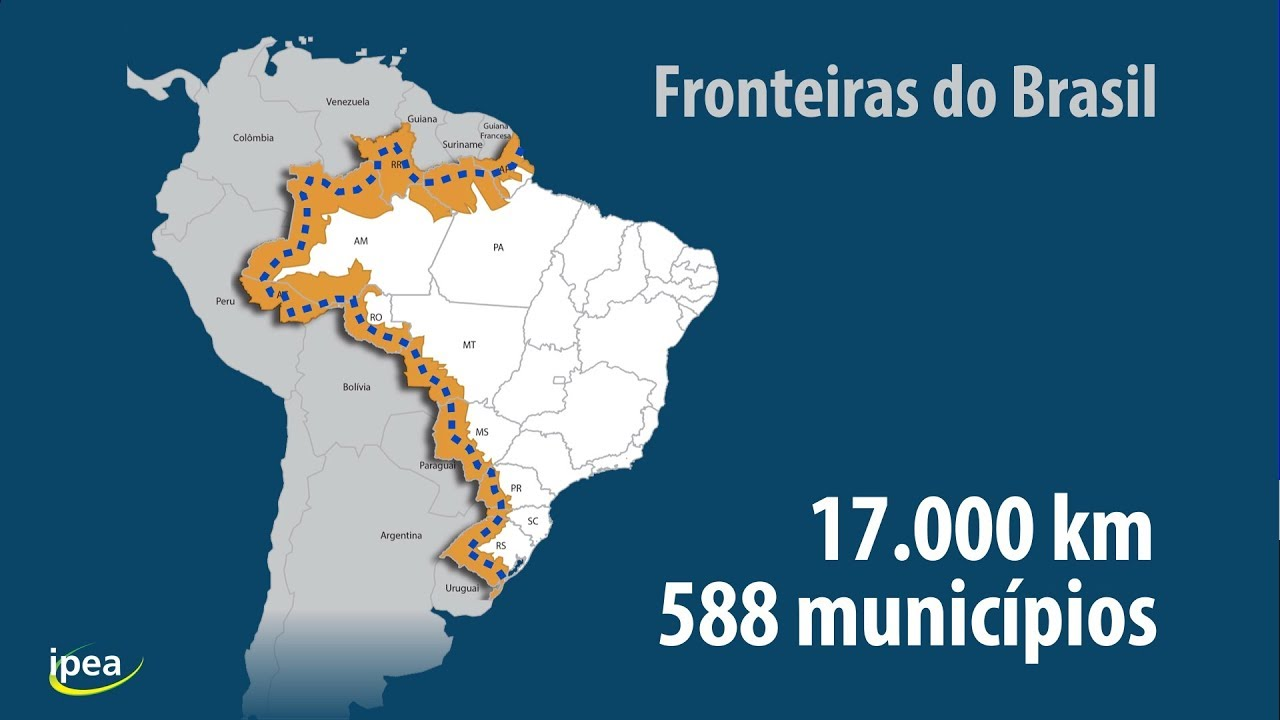 Fronteiras do Brasil
Venezuela
Guiana
Guiana
Francesa
Suriname
Colômbia
RR
AP
AM
PA
Peru
AC
RO
MT
Bolívia
MS
Paraguai
PR
SC
Argentina
RS
Uruguai
17.000 km
588 municípios
ipea